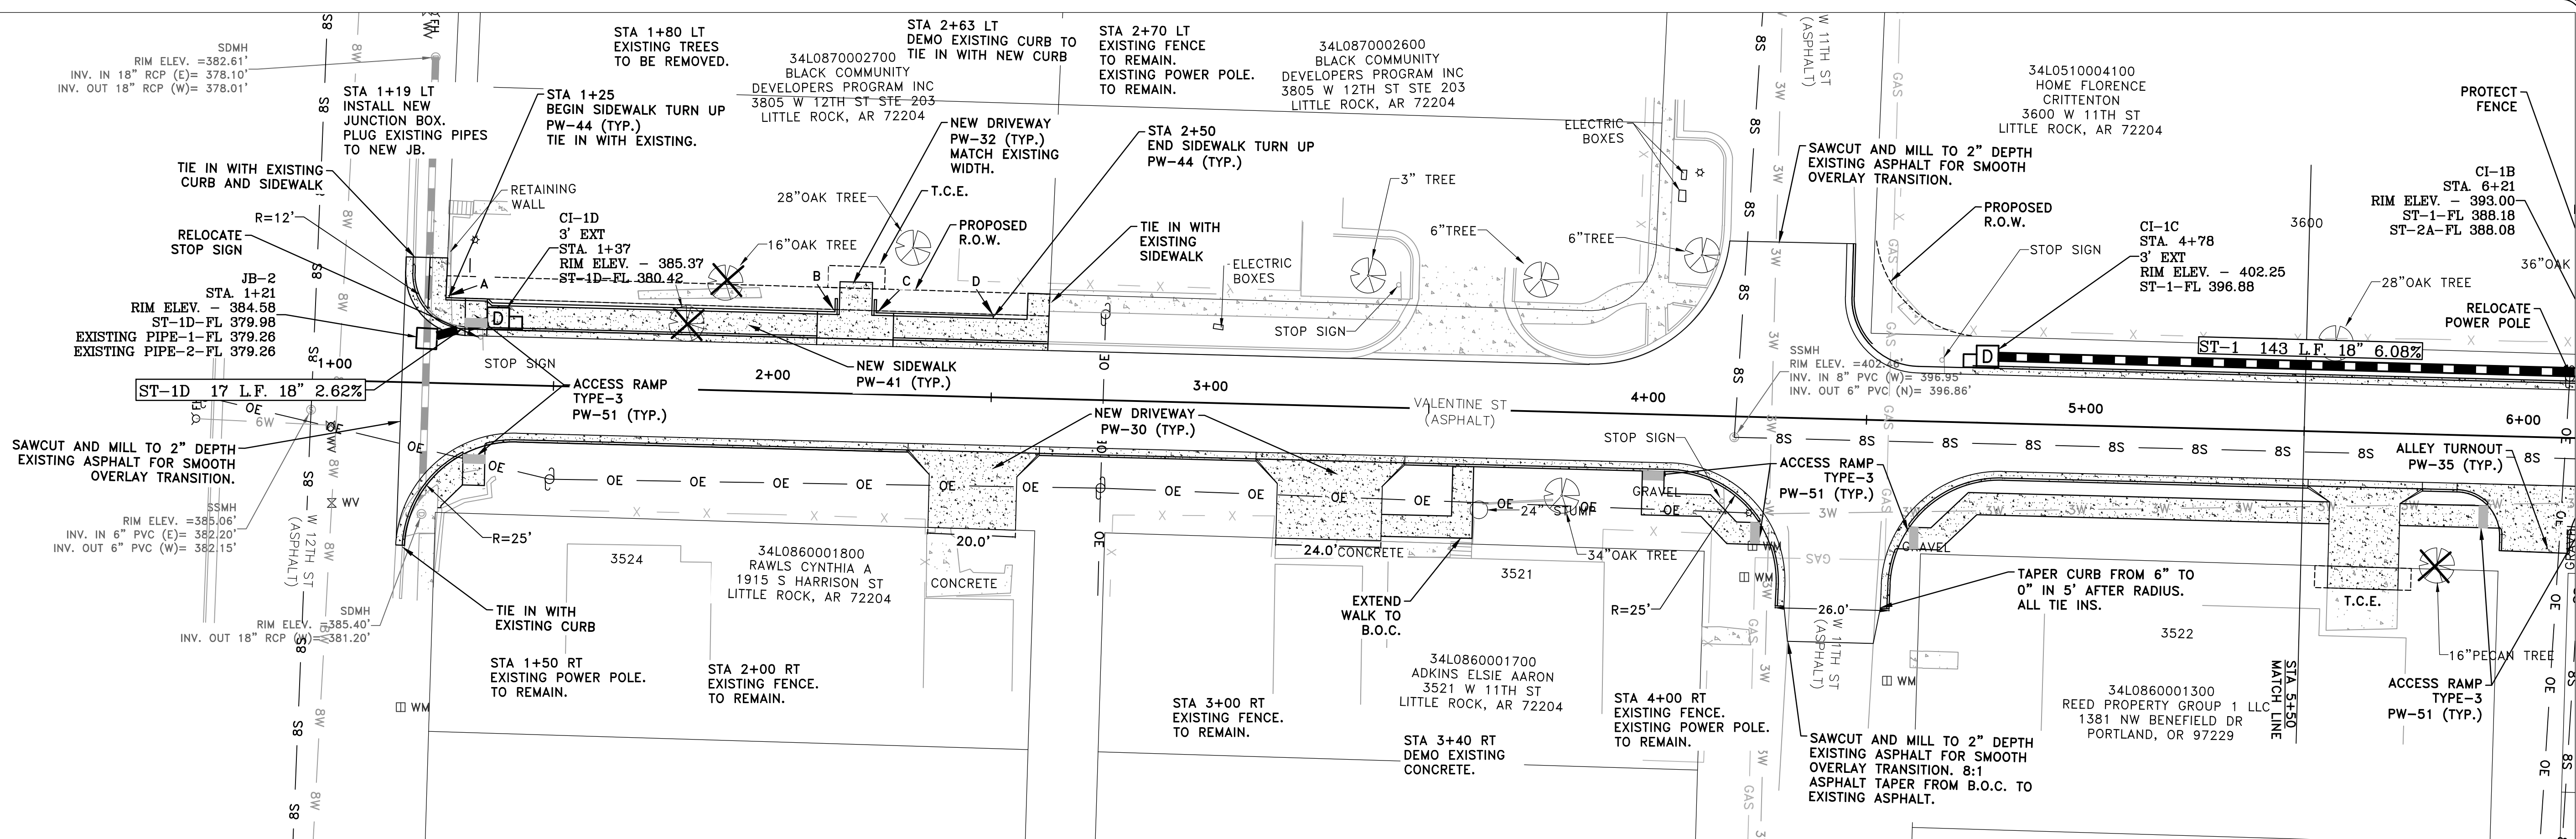 SDMH
RIM ELEV. =382.61'
INV. IN 18" RCP (E)= 378.10'
INV. OUT 18" RCP (W)= 378.01'
STA 1+19 LT
INSTALL NEW
JUNCTION BOX.
PLUG EXISTING PIPES
TO NEW JB.
TIE IN WITH EXISTING
CURB AND SIDEWALK
R=12'
RELOCATE
STOP SIGN
JB-2
STA. 1+21
RIM ELEV. - 384.58
ST-1D-FL 379.98
EXISTING PIPE-1-FL 379.26
EXISTING PIPE-2-FL 379.26
ST-1D 17 L.F. 18" 2.62%
SAWCUT AND MILL TO 2" DEPTH
EXISTING ASPHALT FOR SMOOTH
OVERLAY TRANSITION.
SSMH
RIM ELEV. =385.06'
INV. IN 6" PVC (E)= 382.20'
INV. OUT 6" PVC (W)= 382.15'
SDMH
RIM ELEV. =385.40'
INV. OUT 18" RCP (W)= 381.20'
W 12TH ST
(ASPHALT)
STA 1+25
BEGIN SIDEWALK TURN UP
PW-44 (TYP.)
TIE IN WITH EXISTING.
RETAINING
WALL
CI-1D
3' EXT
STA. 1+37
RIM ELEV. - 385.37
ST-1D-FL 380.42
A
D
STOP SIGN
STA 1+80 LT
EXISTING TREES
TO BE REMOVED.
34L0870002700
BLACK COMMUNITY
DEVELOPERS PROGRAM INC
3805 W 12TH ST STE 203
LITTLE ROCK, AR 72204
STA 2+63 LT
DEMO EXISTING CURB TO
TIE IN WITH NEW CURB
STA 2+70 LT
EXISTING FENCE
TO REMAIN.
EXISTING POWER POLE.
TO REMAIN.
34L0870002600
BLACK COMMUNITY
DEVELOPERS PROGRAM INC
3805 W 12TH ST STE 203
LITTLE ROCK, AR 72204
NEW DRIVEWAY
PW-32 (TYP.)
MATCH EXISTING
WIDTH.
STA 2+50
END SIDEWALK TURN UP
PW-44 (TYP.)
28"OAK TREE
T.C.E.
PROPOSED
R.O.W.
16"OAK TREE
B
C
D
TIE IN WITH
EXISTING
SIDEWALK
ELECTRIC
BOXES
3" TREE
6"TREE
6"TREE
ELECTRIC
BOXES
STOP SIGN
W 11TH ST
(ASPHALT)
SAWCUT AND MILL TO 2" DEPTH
EXISTING ASPHALT FOR SMOOTH
OVERLAY TRANSITION.
34L0510004100
HOME FLORENCE
CRITTENTON
3600 W 11TH ST
LITTLE ROCK, AR 72204
PROTECT
FENCE
PROPOSED
R.O.W.
STOP SIGN
CI-1C
STA. 4+78
3' EXT
RIM ELEV. - 402.25
ST-1-FL 396.88
3600
CI-1B
STA. 6+21
RIM ELEV. - 393.00
ST-1-FL 388.18
ST-2A-FL 388.08
36"OAK
28"OAK TREE
RELOCATE
POWER POLE
D
ST-1 143 L.F. 18" 6.08%
SSMH
RIM ELEV. =402.46'
INV. IN 8" PVC (W)= 396.95'
INV. OUT 6" PVC (N)= 396.86'
1+00
2+00
3+00
4+00
5+00
6+00
VALENTINE ST
(ASPHALT)
ACCESS RAMP
TYPE-3
PW-51 (TYP.)
NEW SIDEWALK
PW-41 (TYP.)
NEW DRIVEWAY
PW-30 (TYP.)
STOP SIGN
ACCESS RAMP
TYPE-3
PW-51 (TYP.)
ALLEY TURNOUT
PW-35 (TYP.)
GRAVEL
24" STUMP
34"OAK TREE
GRAVEL
R=25'
20.0'
24.0'
CONCRETE
CONCRETE
3524
34L0860001800
RAWLS CYNTHIA A
1915 S HARRISON ST
LITTLE ROCK, AR 72204
TIE IN WITH
EXISTING CURB
STA 1+50 RT
EXISTING POWER POLE.
TO REMAIN.
STA 2+00 RT
EXISTING FENCE.
TO REMAIN.
STA 3+00 RT
EXISTING FENCE.
TO REMAIN.
EXTEND
WALK TO
B.O.C.
3521
34L0860001700
ADKINS ELSIE AARON
3521 W 11TH ST
LITTLE ROCK, AR 72204
R=25'
STA 3+40 RT
DEMO EXISTING
CONCRETE.
STA 4+00 RT
EXISTING FENCE.
EXISTING POWER POLE.
TO REMAIN.
26.0'
W 11TH ST
(ASPHALT)
TAPER CURB FROM 6" TO
0" IN 5' AFTER RADIUS.
ALL TIE INS.
SAWCUT AND MILL TO 2" DEPTH
EXISTING ASPHALT FOR SMOOTH
OVERLAY TRANSITION. 8:1
ASPHALT TAPER FROM B.O.C. TO
EXISTING ASPHALT.
3522
34L0860001300
REED PROPERTY GROUP 1 LLC
1381 NW BENEFIELD DR
PORTLAND, OR 97229
T.C.E.
16"PECAN TREE
STA 5+50
MATCH LINE
ACCESS RAMP
TYPE-3
PW-51 (TYP.)
8S
8W
6W
3W
OE
GAS
WV
WM
WM
WM
WM